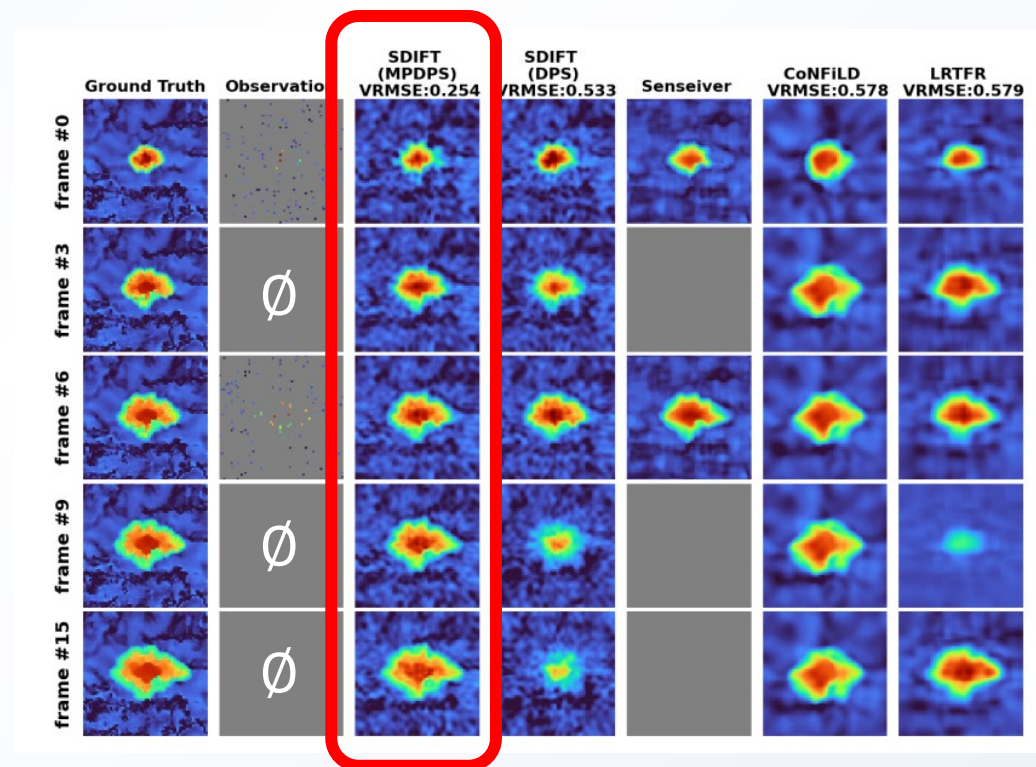 SDIFT
(MPDPS)
VRMSE:0.254
SDIFT
(DPS)
VRMSE:0.533
Ground Truth
Senseiver
CoNFiLD
VRMSE:0.578
LRTFR
VRMSE:0.579
frame #0
frame #3
Ø
frame #6
frame #9
Ø
frame #15
Ø